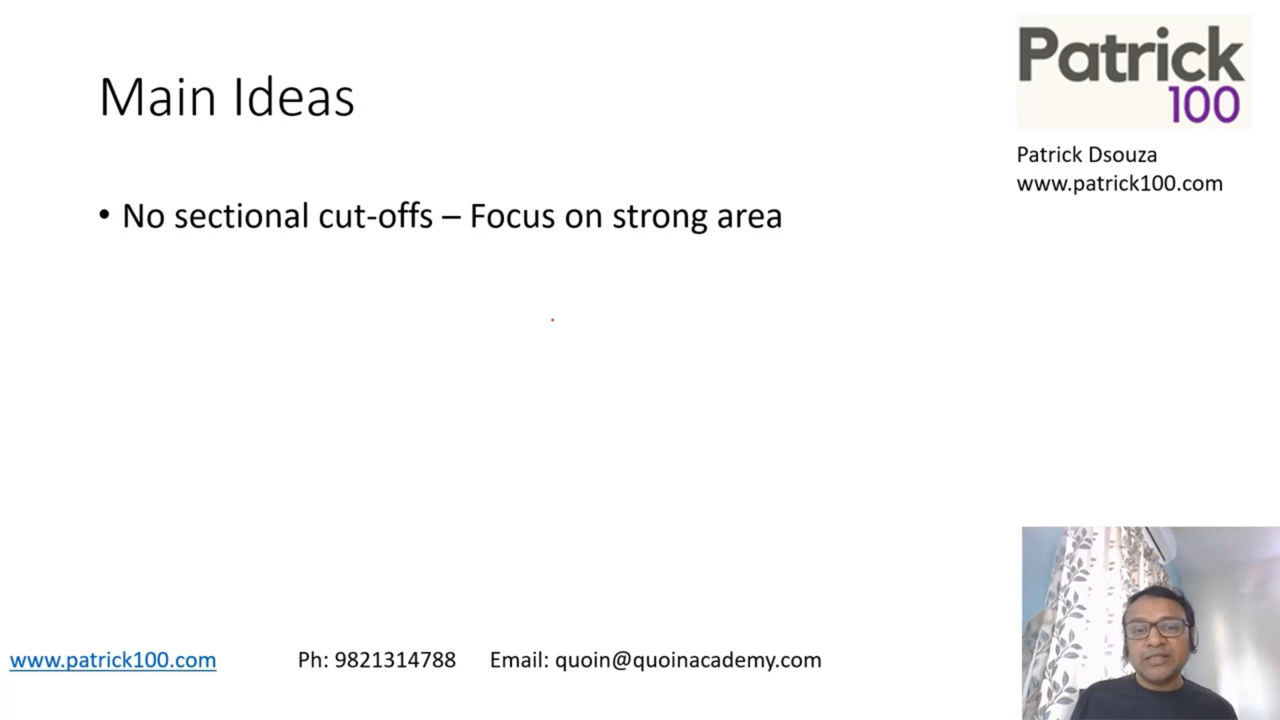 Patrick
100
Patrick Dsouza
www.patrick100.com
Main Ideas
• No sectional cut-offs – Focus on strong area
www.patrick100.com Ph: 9821314788 Email: quoin@quoinacademy.com